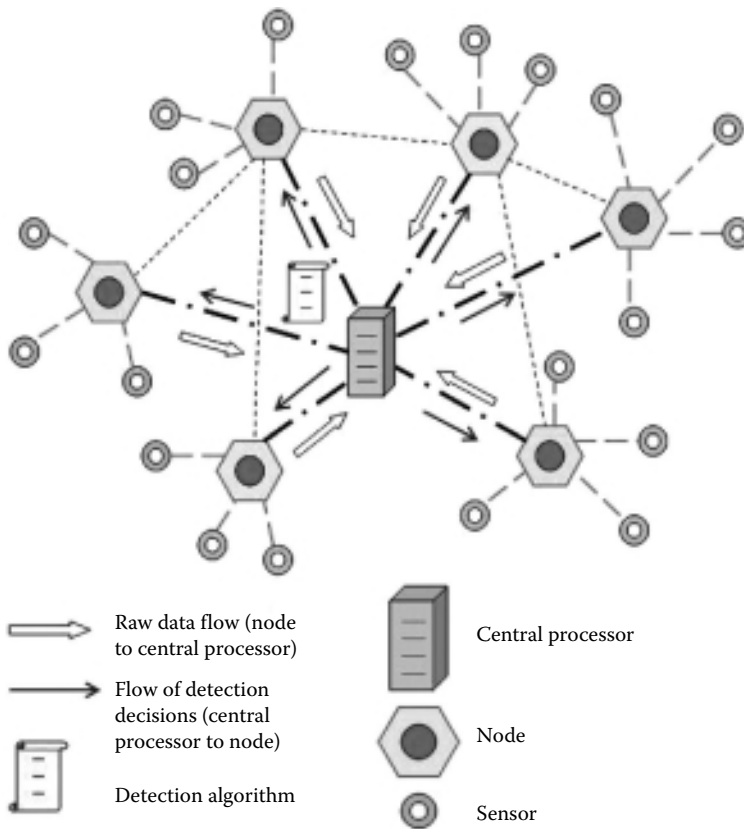 Raw data flow (node
to central processor)
Flow of detection
decisions (central
processor to node)
Detection algorithm
Central processor
Node
Sensor